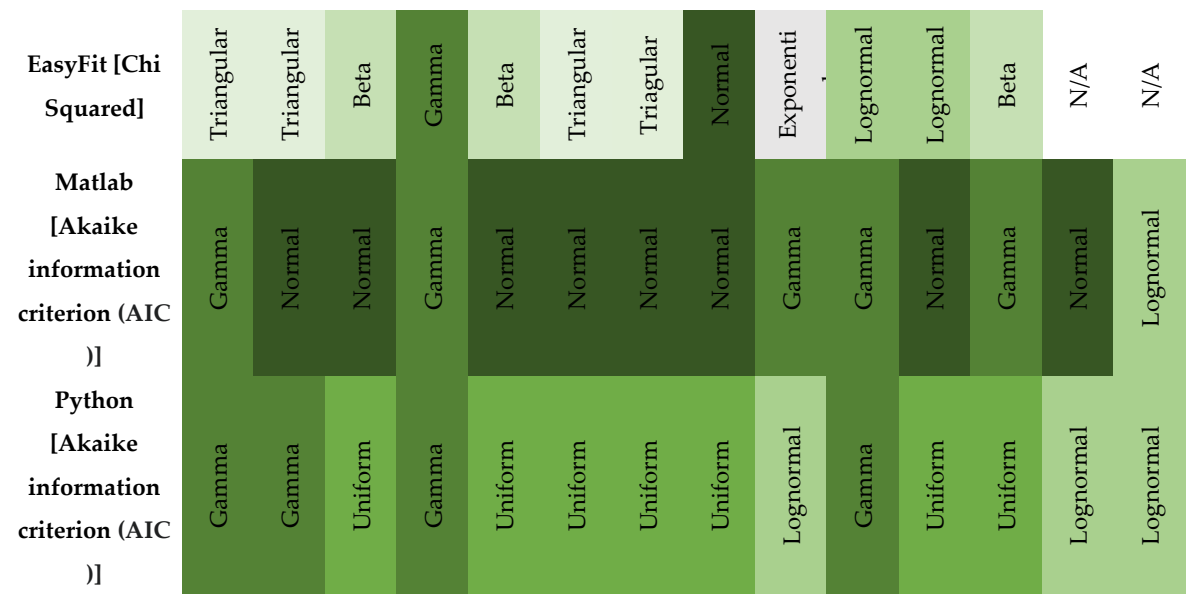 EasyFit [Chi
Squared]
Triangular
Triangular
Beta
Gamma
Beta
Triangular
Triagular
Normal
Exponenti
Lognormal
Lognormal
Beta
N/A
N/A
Matlab
[Akaike
information
criterion (AIC
)]
Gamma
Normal
Normal
Gamma
Normal
Normal
Normal
Normal
Gamma
Gamma
Normal
Gamma
Normal
Lognormal
Python
[Akaike
information
criterion (AIC
)]
Gamma
Gamma
Uniform
Gamma
Uniform
Uniform
Uniform
Uniform
Lognormal
Gamma
Uniform
Uniform
Lognormal
Lognormal